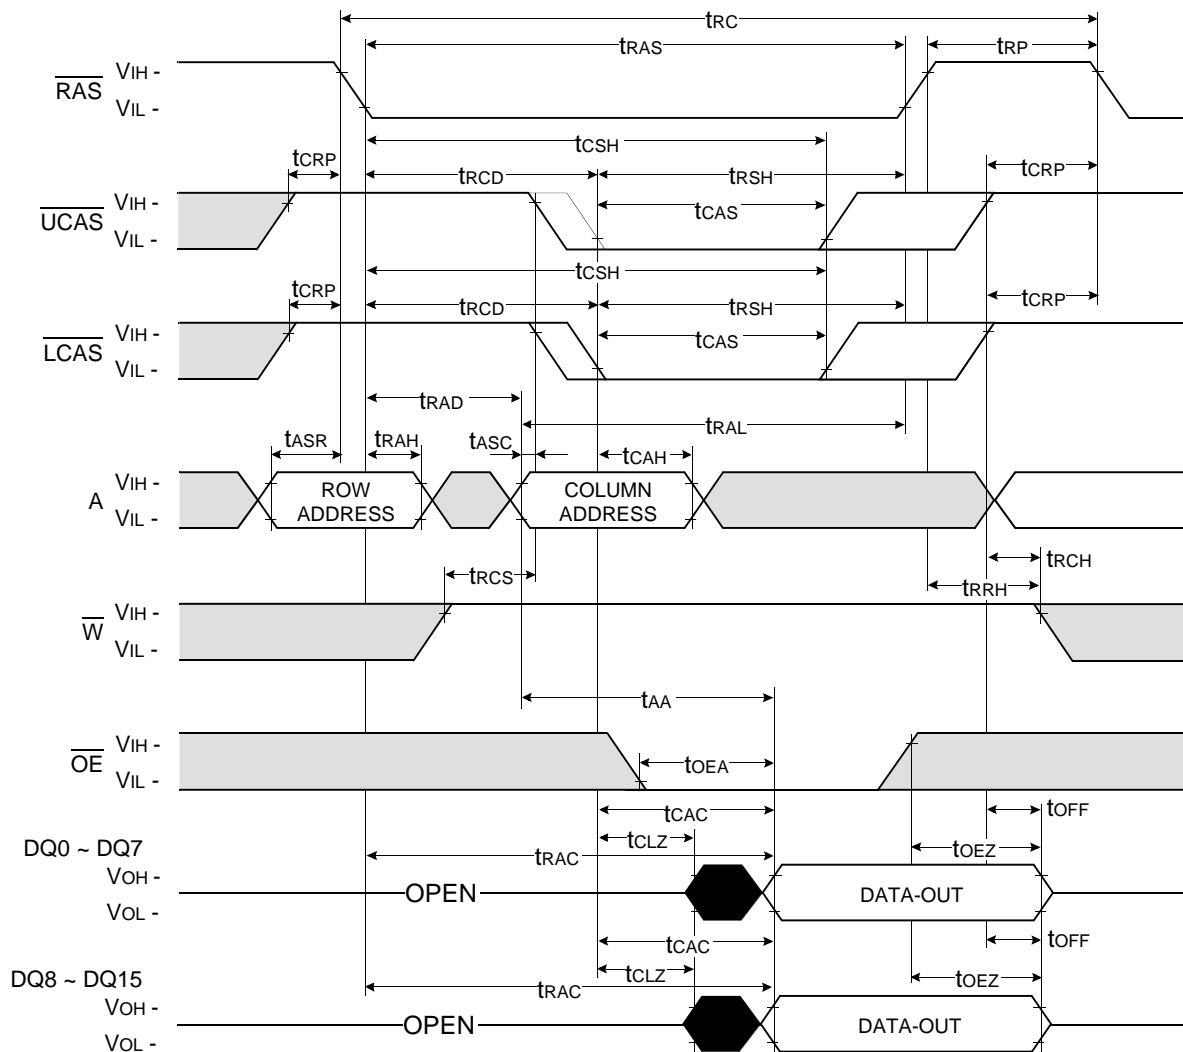 tRC
tRAS tRP
RAS VIH -
VIL -
tCSH
tCRP tRCD tRSH tCRP
UCAS VIH -
VIL -
tCAS
tCSH
tCRP tRCD tRSH tCRP
LCAS VIH -
VIL -
tCAS
tRAD
tRAL
tASR tRAH tASC tCAH
A VIH -
VIL -
ROW
ADDRESS
COLUMN
ADDRESS
tRCS tRCH
tRRH
W VIH -
VIL -
tAA
OE VIH -
VIL -
tOEA
tCAC tOFF
DQ0 ~ DQ7
tCLZ tOEZ
tRAC
VOH -
VOL -
OPEN DATA-OUT
tCAC tOFF
DQ8 ~ DQ15
tCLZ tOEZ
tRAC
VOH -
VOL -
OPEN DATA-OUT